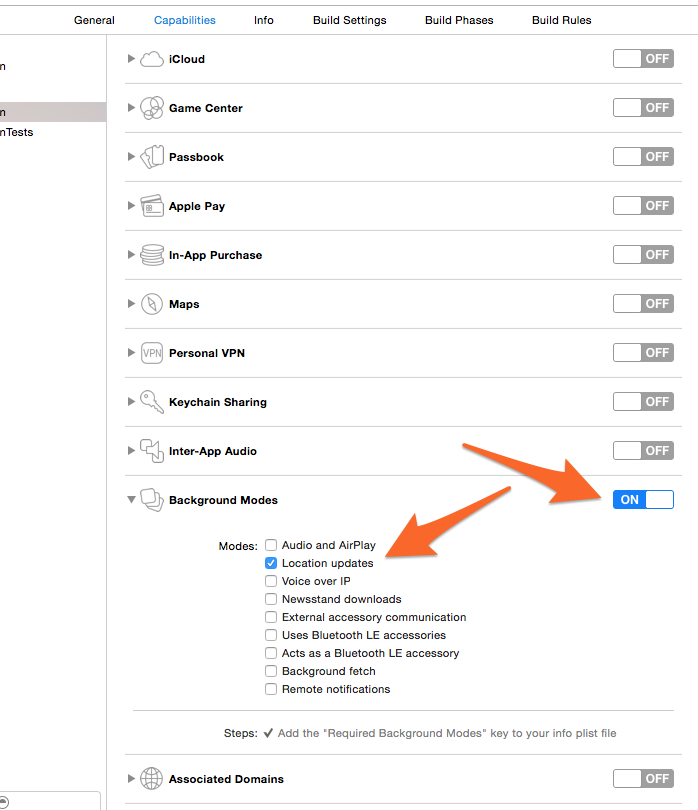 General Capabilities Info Build Settings Build Phases Build Rules
n
iCloud OFF
Game Center OFF
n
nTests
Passbook OFF
Apple Pay OFF
In-App Purchase OFF
Maps OFF
VPN Personal VPN OFF
Keychain Sharing OFF
Inter-App Audio OFF
Background Modes ON
Modes: Audio and AirPlay
Location updates
Voice over IP
Newsstand downloads
External accessory communication
Uses Bluetooth LE accessories
Acts as a Bluetooth LE accessory
Background fetch
Remote notifications
Steps: ✓ Add the "Required Background Modes" key to your info plist file
Associated Domains OFF